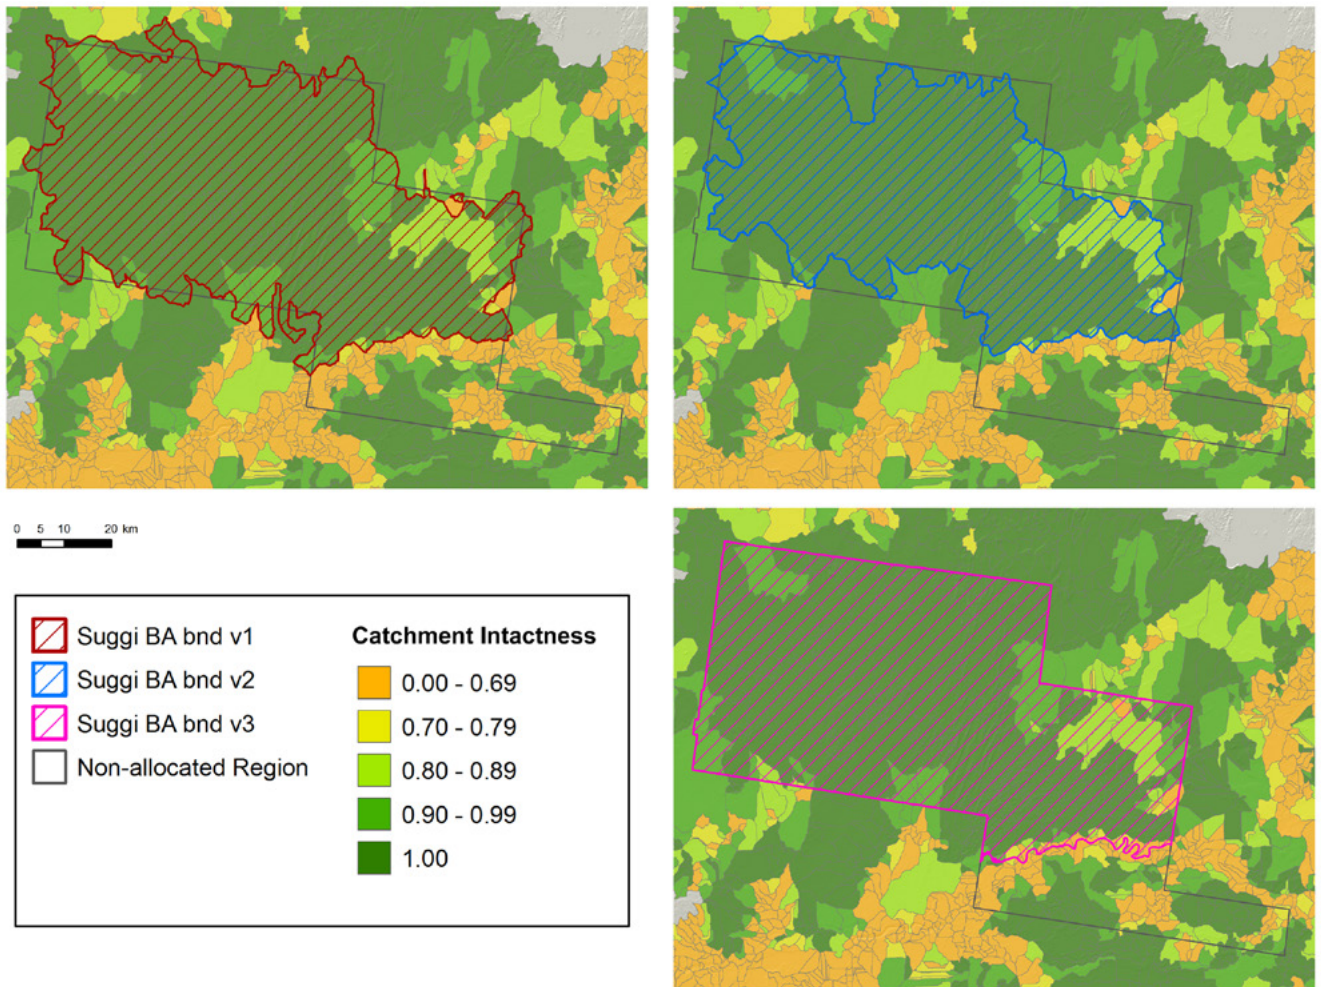 0 5 10 20 km
Suggi BA bnd v1
Suggi BA bnd v2
Suggi BA bnd v3
Non-allocated Region
Catchment Intactness
0.00 - 0.69
0.70 - 0.79
0.80 - 0.89
0.90 - 0.99
1.00